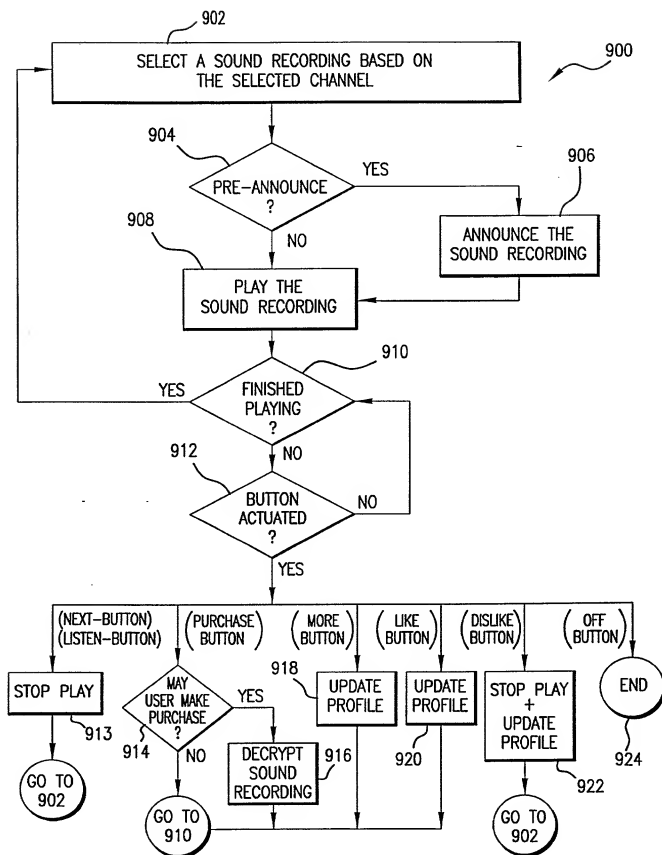 902
SELECT A SOUND RECORDING BASED ON
THE SELECTED CHANNEL
900
904
PRE-ANNOUNCE
?
YES
NO
906
ANNOUNCE THE
SOUND RECORDING
908
PLAY THE
SOUND RECORDING
910
YES
FINISHED
PLAYING
?
NO
912
BUTTON
ACTUATED
?
NO
YES
(NEXT-BUTTON)
(LISTEN-BUTTON)
(PURCHASE
BUTTON)
(MORE
BUTTON)
(LIKE
BUTTON)
(DISLIKE
BUTTON)
(OFF
BUTTON)
STOP PLAY
913
GO TO
902
MAY
USER MAKE
PURCHASE
?
914
YES
NO
DECRYPT
SOUND
RECORDING
916
GO TO
910
918
UPDATE
PROFILE
UPDATE
PROFILE
920
STOP PLAY
+
UPDATE
PROFILE
922
GO TO
902
END
924